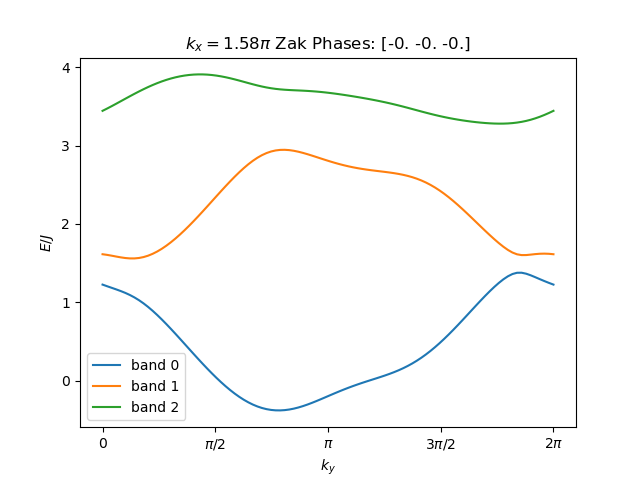 $k_x = 1.58\pi$ Zak Phases: [-0. -0. -0.]
4
3
2
1
0
E/J
band 0
band 1
band 2
0
π/2
π
3π/2
2π
$k_y$